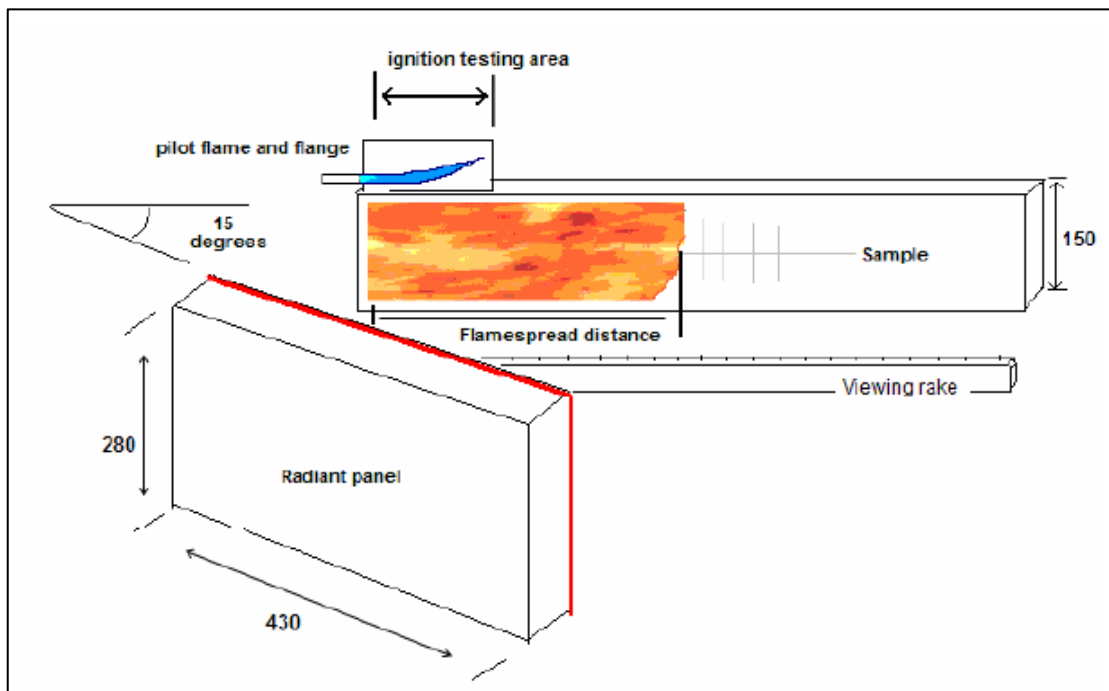 ignition testing area
pilot flame and flange
15
degrees
150
Sample
Flamespread distance
Viewing rake
280
Radiant panel
430